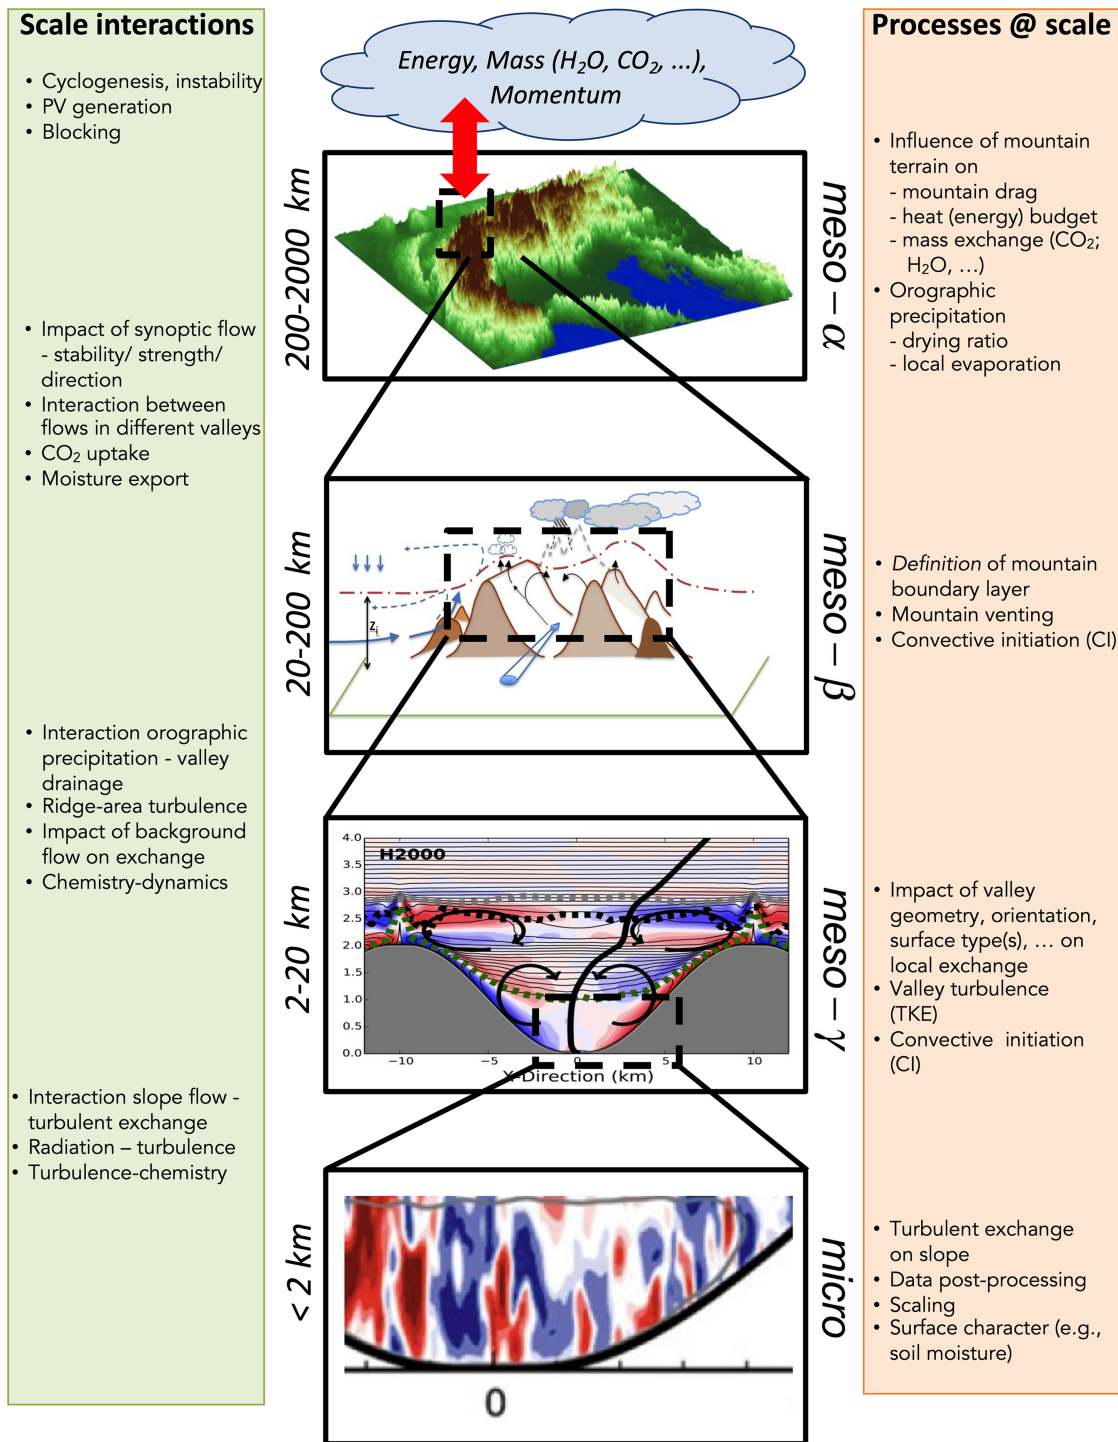 Scale interactions
• Cyclogenesis, instability
• PV generation
• Blocking
• Impact of synoptic flow
- stability/ strength/
direction
• Interaction between
flows in different valleys
• CO₂ uptake
• Moisture export
• Interaction orographic
precipitation - valley
drainage
• Ridge-area turbulence
• Impact of background
flow on exchange
• Chemistry-dynamics
• Interaction slope flow -
turbulent exchange
• Radiation – turbulence
• Turbulence-chemistry
Energy, Mass (H₂O, CO₂, ...),
Momentum
200-2000 km
meso – α
20-200 km
zᵢ
meso – β
2-20 km
H2000
4.0
3.5
3.0
2.5
2.0
1.5
1.0
0.5
0.0
−10
−5
0
5
10
X-Direction (km)
meso – γ
< 2 km
0
micro
Processes @ scale
• Influence of mountain
terrain on
- mountain drag
- heat (energy) budget
- mass exchange (CO₂;
H₂O, …)
• Orographic
precipitation
- drying ratio
- local evaporation
• Definition of mountain
boundary layer
• Mountain venting
• Convective initiation (CI)
• Impact of valley
geometry, orientation,
surface type(s), … on
local exchange
• Valley turbulence
(TKE)
• Convective initiation
(CI)
• Turbulent exchange
on slope
• Data post-processing
• Scaling
• Surface character (e.g.,
soil moisture)